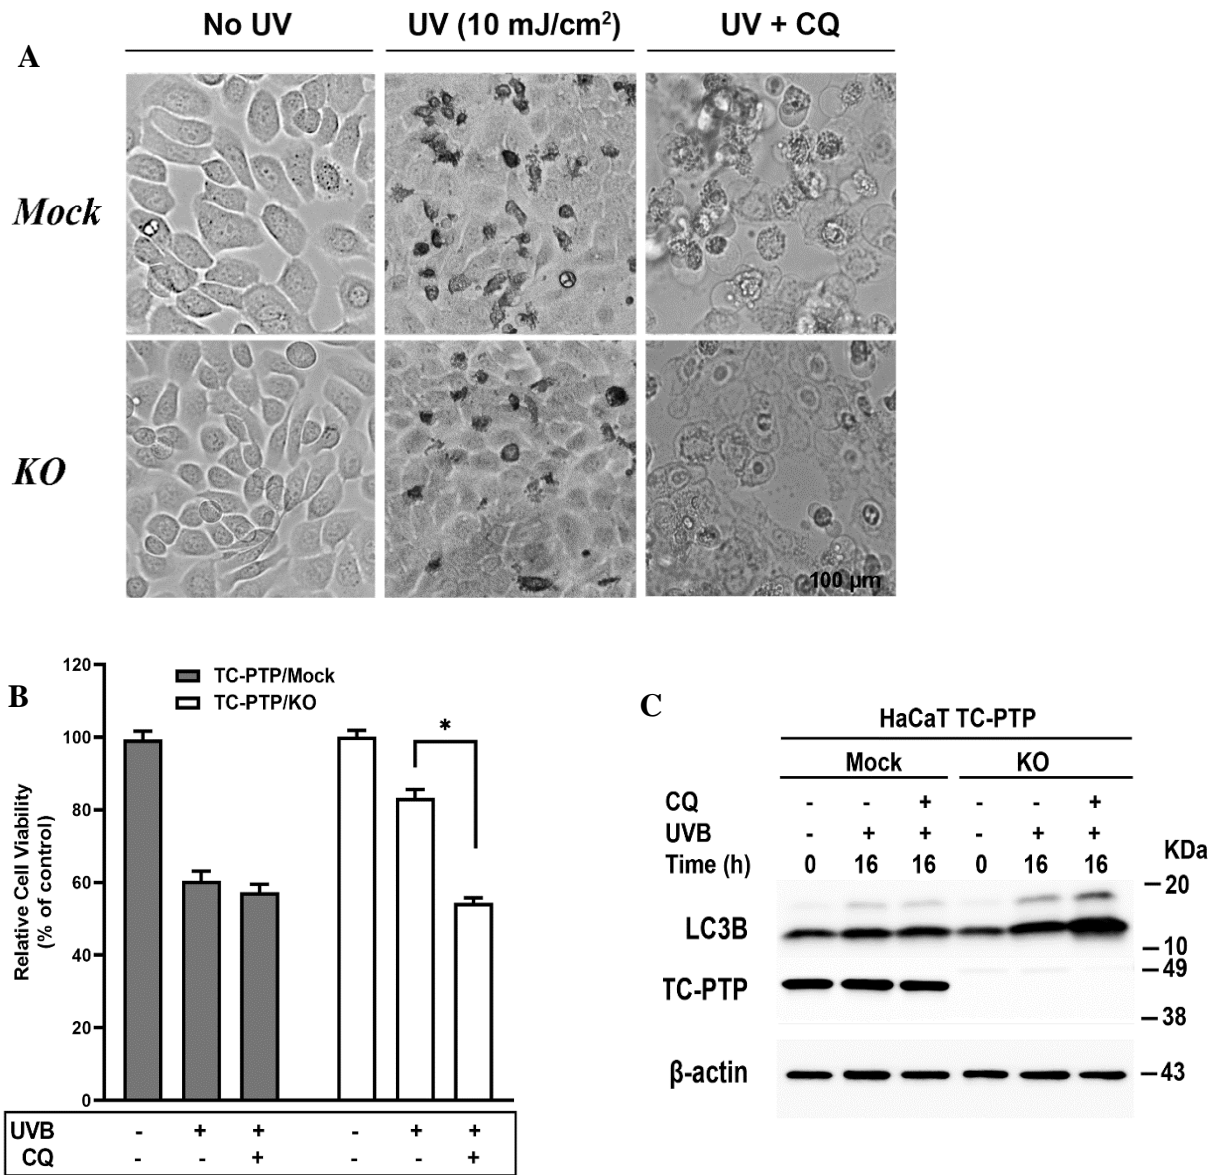 No UV UV (10 mJ/cm²) UV + CQ
A
Mock
KO
100 µm
B
120
100
80
60
40
20
0
Relative Cell Viability
(% of control)
TC-PTP/Mock
TC-PTP/KO
*
UVB - + + - + +
CQ - - + - - +
C
HaCaT TC-PTP
Mock KO
CQ - - + - - +
UVB - + + - + +
Time (h) 0 16 16 0 16 16 KDa
LC3B
20
10
TC-PTP
49
38
β-actin
43